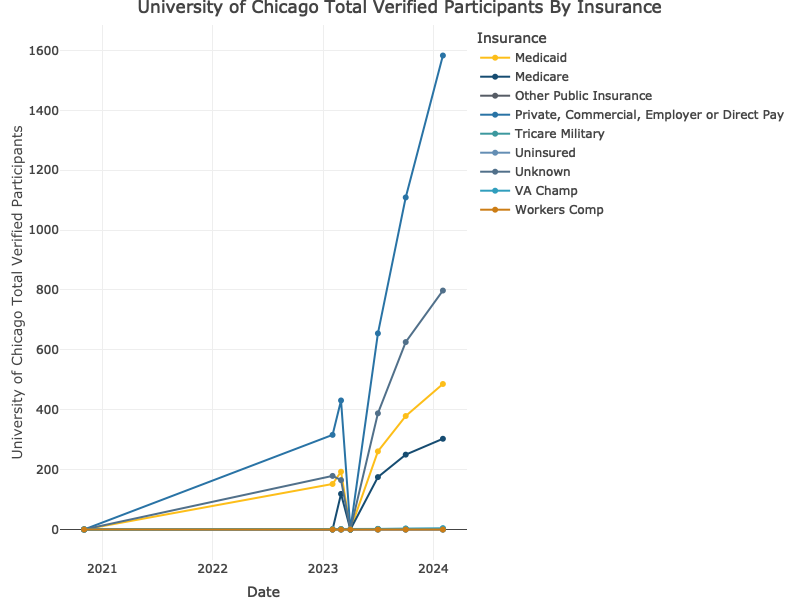 University of Chicago Total Verified Participants By Insurance
Insurance
Medicaid
Medicare
Other Public Insurance
Private, Commercial, Employer or Direct Pay
Tricare Military
Uninsured
Unknown
VA Champ
Workers Comp
University of Chicago Total Verified Participants
1600
1400
1200
1000
800
600
400
200
0
2021 2022 2023 2024
Date